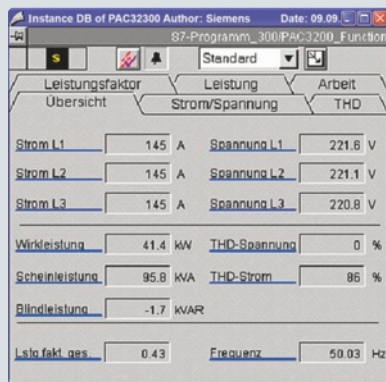 Instance DB of PAC32300 Author: Siemens Date: 09.09.
87-Programm_300/PAC3200_Function
S Standard
Leistungsfaktor Leistung Arbeit
Übersicht Strom/Spannung THD
Strom L1 145 A Spannung L1 221.6 V
Strom L2 145 A Spannung L2 221.1 V
Strom L3 145 A Spannung L3 220.8 V
Wirkleistung 41.4 kW THD-Spannung 0 %
Scheinleistung 95.8 kVA THD-Strom 86 %
Blindleistung -1.7 kVAR
Lstg.fakt. ges. 0.43 Frequenz 50.03 Hz